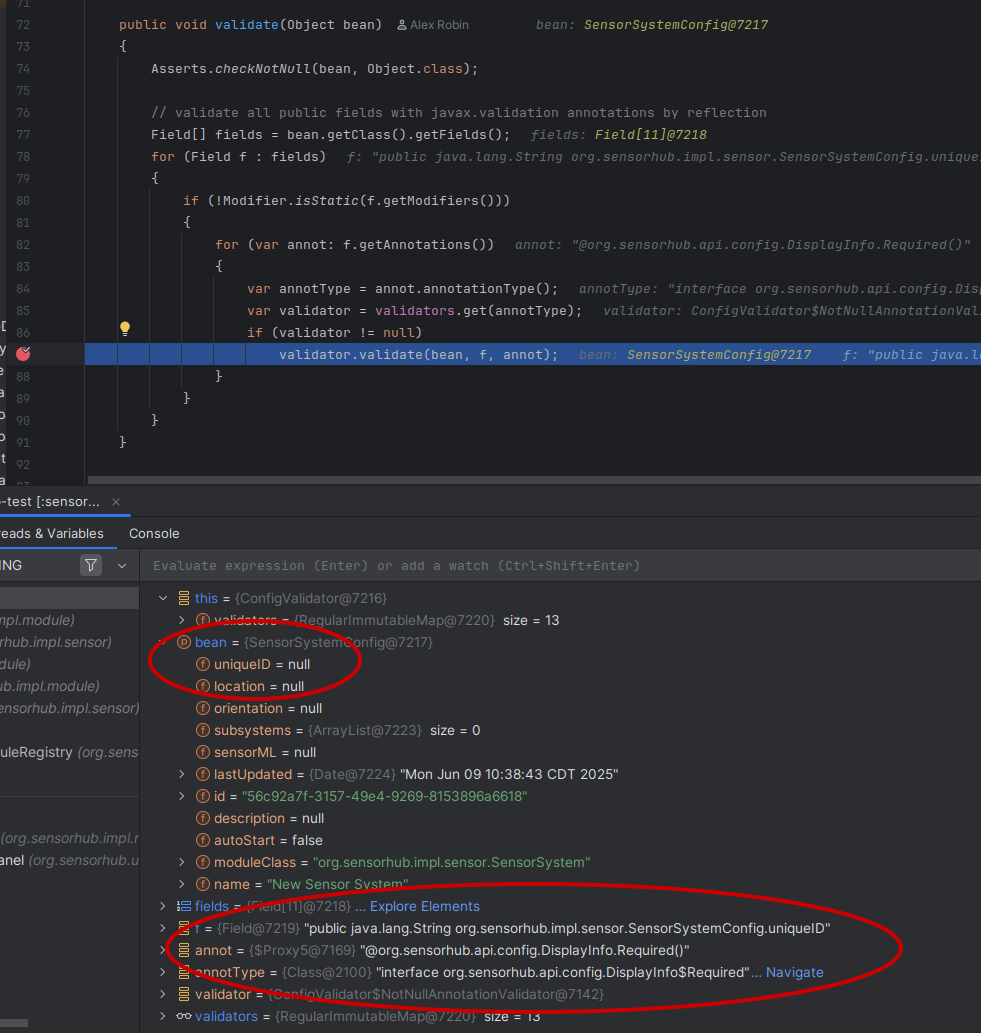 71
72 public void validate(Object bean) Alex Robin bean: SensorSystemConfig@7217
73 {
74 Asserts.checkNotNull(bean, Object.class);
75
76 // validate all public fields with javax.validation annotations by reflection
77 Field[] fields = bean.getClass().getFields(); fields: Field[11]@7218
78 for (Field f : fields) f: "public java.lang.String org.sensorhub.impl.sensor.SensorSystemConfig.unique
79 {
80 if (!Modifier.isStatic(f.getModifiers()))
81 {
82 for (var annot: f.getAnnotations()) annot: "@org.sensorhub.api.config.DisplayInfo.Required()"
83 {
84 var annotType = annot.annotationType(); annotType: "interface org.sensorhub.api.config.Disp
85 var validator = validators.get(annotType); validator: ConfigValidator$NotNullAnnotationVali
86 if (validator != null)
validator.validate(bean, f, annot); bean: SensorSystemConfig@7217 f: "public java.la
88 }
89 }
90 }
91 }
92
-test [:sensor...
reads & Variables Console
NG Evaluate expression (Enter) or add a watch (Ctrl+Shift+Enter)
this = {ConfigValidator@7216}
mpl.module) validators = {RegularImmutableMap@7220} size = 13
rhub.impl.sensor) bean = {SensorSystemConfig@7217}
dule) uniqueID = null
ub.impl.module) location = null
ensorhub.impl.sensor) orientation = null
subsystems = {ArrayList@7223} size = 0
uleRegistry (org.sens sensorML = null
lastUpdated = {Date@7224} "Mon Jun 09 10:38:43 CDT 2025"
id = "56c92a7f-3157-49e4-9269-8153896a6618"
description = null
(org.sensorhub.impl.r autoStart = false
anel (org.sensorhub.u moduleClass = "org.sensorhub.impl.sensor.SensorSystem"
name = "New Sensor System"
fields = {Field[11]@7218} ... Explore Elements
f = {Field@7219} "public java.lang.String org.sensorhub.impl.sensor.SensorSystemConfig.uniqueID"
annot = {$Proxy5@7169} "@org.sensorhub.api.config.DisplayInfo.Required()"
annotType = {Class@2100} "interface org.sensorhub.api.config.DisplayInfo$Required" ... Navigate
validator = {ConfigValidator$NotNullAnnotationValidator@7142}
validators = {RegularImmutableMap@7220} size = 13